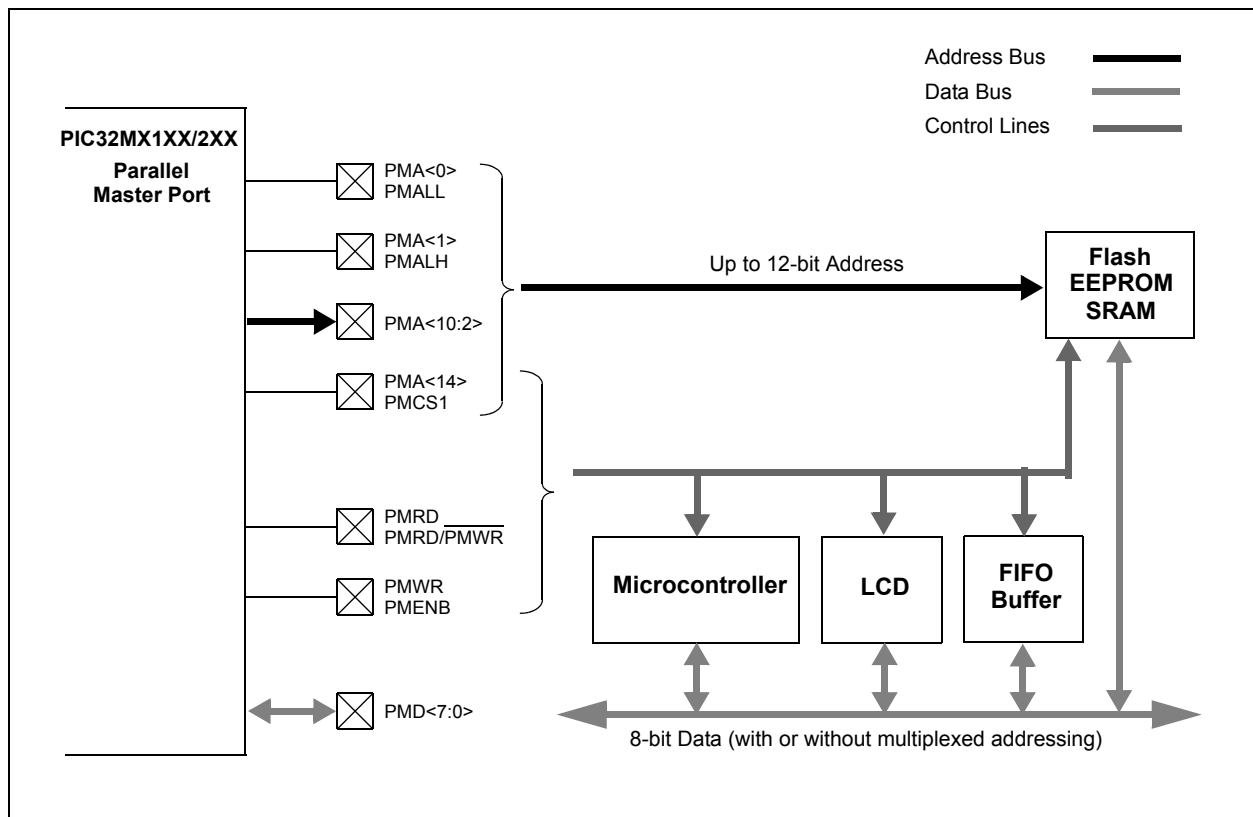 Address Bus
Data Bus
Control Lines
PIC32MX1XX/2XX
Parallel
Master Port
PMA<0>
PMALL
PMA<1>
PMALH
PMA<10:2>
PMA<14>
PMCS1
PMRD
PMRD/P̅M̅W̅R̅
PMWR
PMENB
PMD<7:0>
Up to 12-bit Address
Flash
EEPROM
SRAM
Microcontroller
LCD
FIFO
Buffer
8-bit Data (with or without multiplexed addressing)